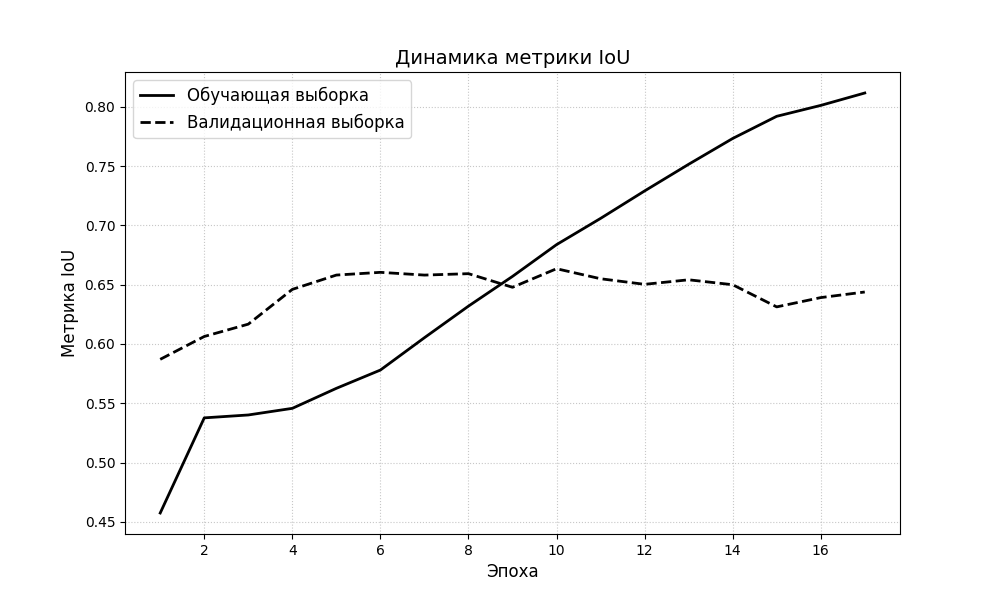 Динамика метрики IoU
Обучающая выборка
Валидационная выборка
Метрика IoU
0.80
0.75
0.70
0.65
0.60
0.55
0.50
0.45
2 4 6 8 10 12 14 16
Эпоха